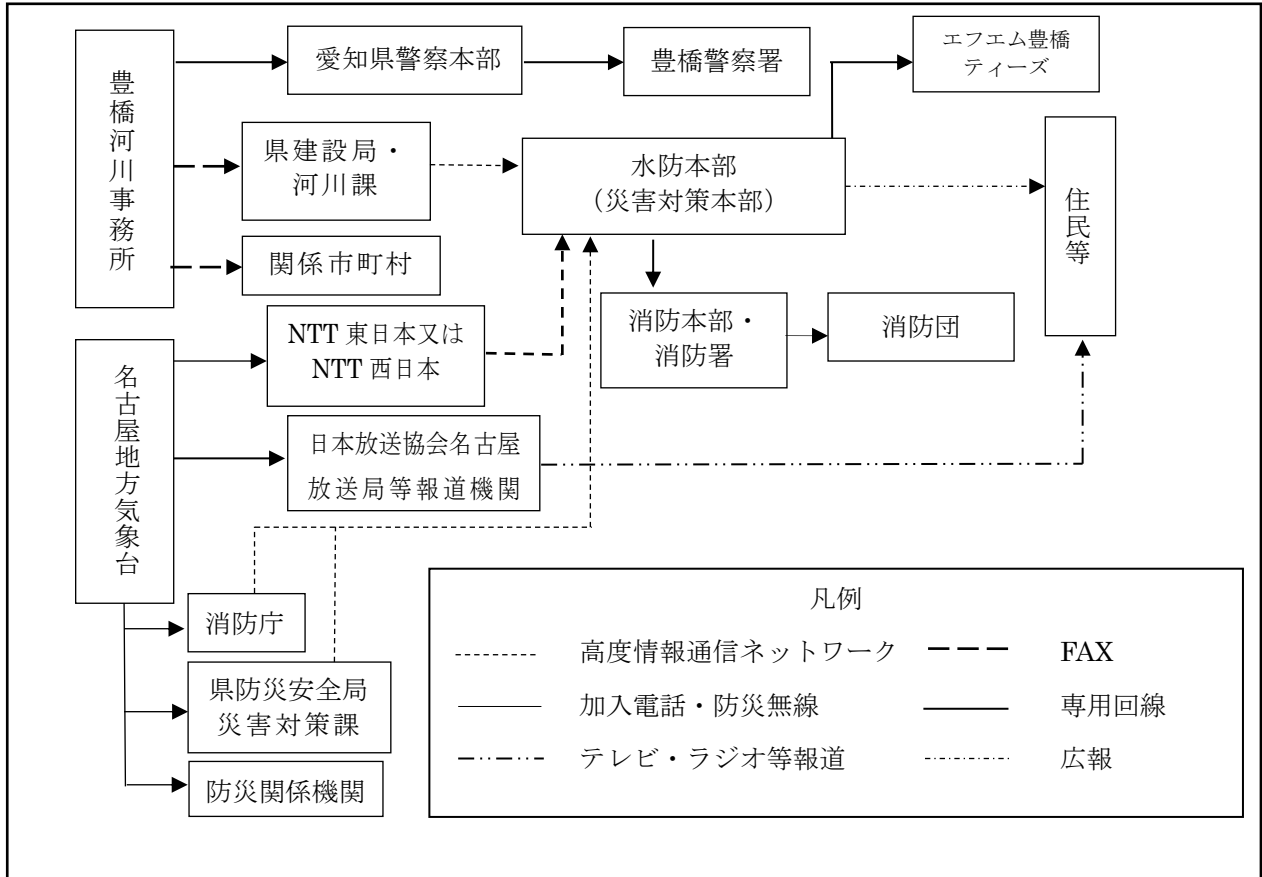 豊橋河川事務所
愛知県警察本部
豊橋警察署
エフエム豊橋
ティーズ
県建設局・
河川課
水防本部
（災害対策本部）
住民等
関係市町村
NTT 東日本又は
NTT 西日本
消防本部・
消防署
消防団
名古屋地方気象台
日本放送協会名古屋
放送局等報道機関
消防庁
県防災安全局
災害対策課
防災関係機関
凡例
高度情報通信ネットワーク
FAX
加入電話・防災無線
専用回線
テレビ・ラジオ等報道
広報